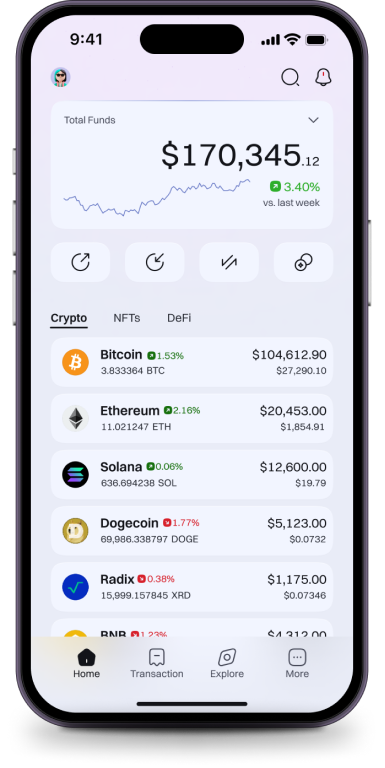 9:41
Total Funds
$170,345.12
3.40%
vs. last week
Crypto NFTs DeFi
Bitcoin 1.53% $104,612.90
3.833364 BTC $27,290.10
Ethereum 2.16% $20,453.00
11.021247 ETH $1,854.91
Solana 0.06% $12,600.00
636.694238 SOL $19.79
Dogecoin 1.77% $5,123.00
69,986.338797 DOGE $0.0732
Radix 0.38% $1,175.00
15,999.157845 XRD $0.07346
BNB 1.23% $4,312.00
Home Transaction Explore More